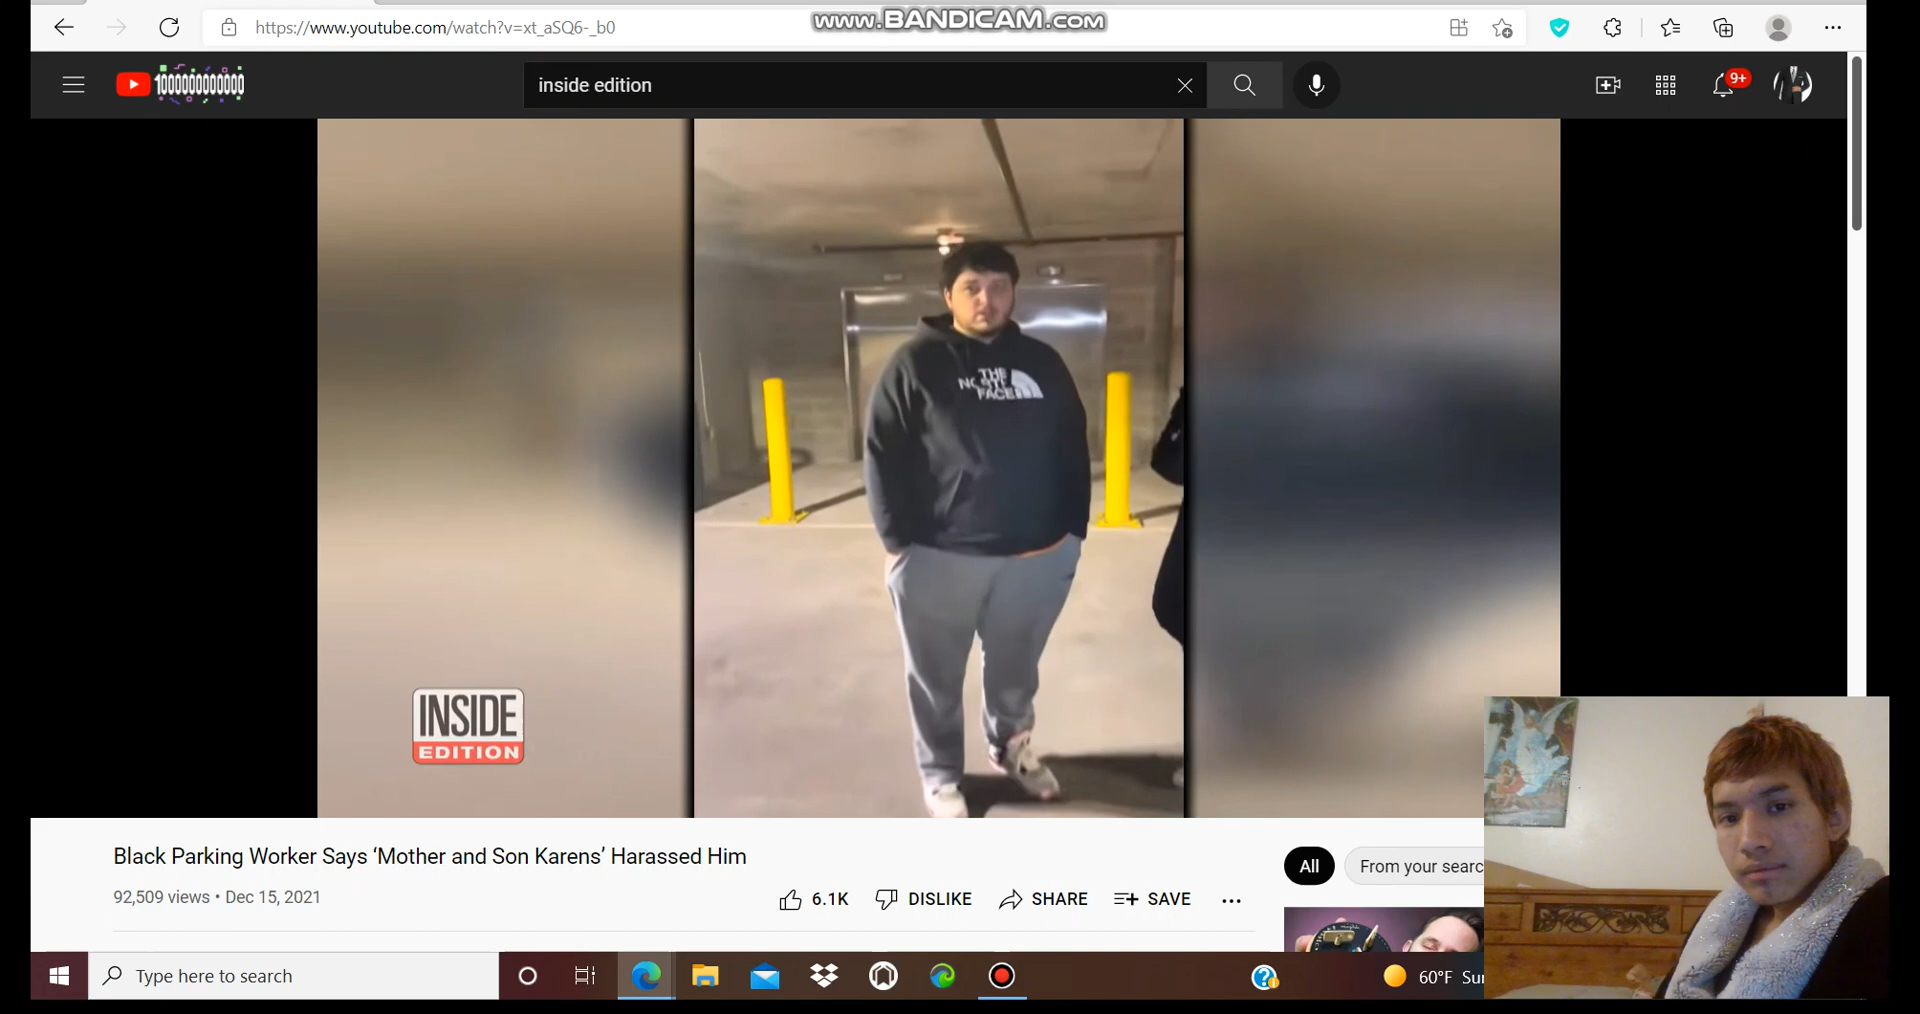 www.BANDICAM.com
https://www.youtube.com/watch?v=xt_aSQ6-_b0
1000000000000
inside edition
9+
THE
NORTH
FACE
INSIDE
EDITION
Black Parking Worker Says ‘Mother and Son Karens’ Harassed Him
92,509 views • Dec 15, 2021
6.1K
DISLIKE
SHARE
SAVE
All
From your searc
Type here to search
60°F Su